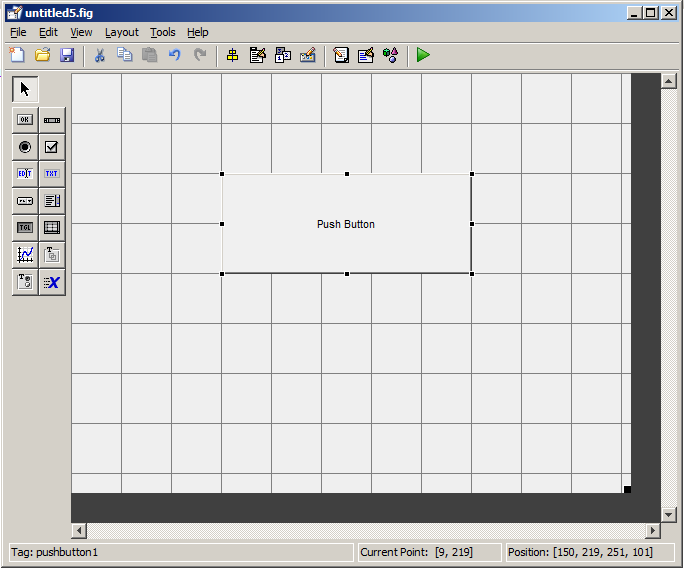 untitled5.fig
File Edit View Layout Tools Help
OK
EDIT TXT
TGL
Push Button
Tag: pushbutton1
Current Point: [9, 219]
Position: [150, 219, 251, 101]